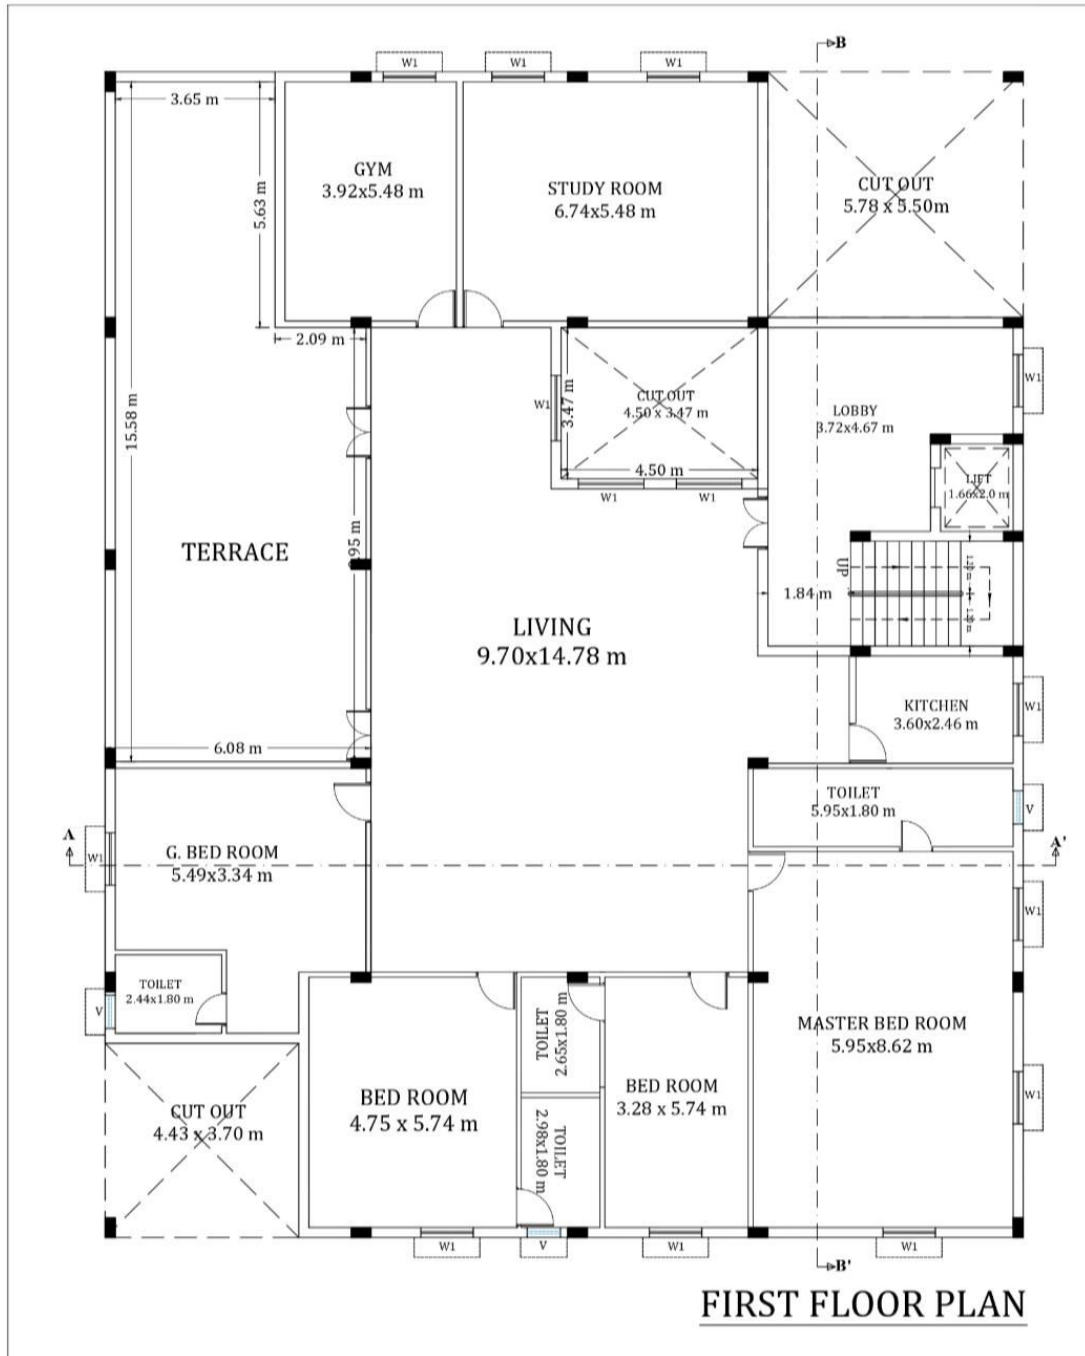 B
W1
W1
W1
3.65 m
GYM
3.92x5.48 m
STUDY ROOM
6.74x5.48 m
CUT OUT
5.78 x 5.50m
5.63 m
2.09 m
W1
W1
3.47 m
CUT OUT
4.50 x 3.47 m
4.50 m
W1
W1
LOBBY
3.72x4.67 m
LIFT
1.66x2.0 m
15.58 m
TERRACE
UP
1.84 m
LIVING
9.70x14.78 m
KITCHEN
3.60x2.46 m
W1
6.08 m
TOILET
5.95x1.80 m
V
A
A'
W1
G. BED ROOM
5.49x3.34 m
W1
TOILET
2.44x1.80 m
V
TOILET
2.65x1.80 m
MASTER BED ROOM
5.95x8.62 m
BED ROOM
4.75 x 5.74 m
BED ROOM
3.28 x 5.74 m
W1
CUT OUT
4.43 x 3.70 m
TOILET
2.98x1.80 m
W1
V
W1
W1
B'
FIRST FLOOR PLAN